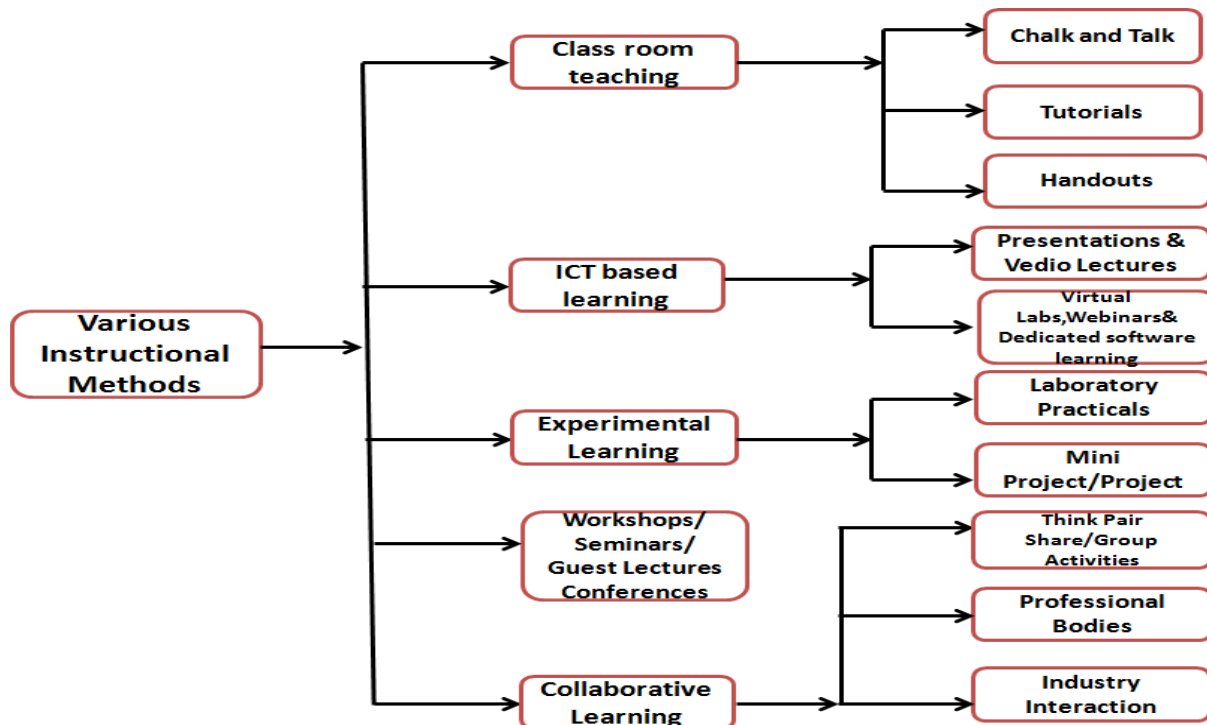 Various
Instructional
Methods
Class room
teaching
Chalk and Talk
Tutorials
Handouts
ICT based
learning
Presentations &
Vedio Lectures
Virtual
Labs,Webinars&
Dedicated software
learning
Experimental
Learning
Laboratory
Practicals
Mini
Project/Project
Workshops/
Seminars/
Guest Lectures
Conferences
Collaborative
Learning
Think Pair
Share/Group
Activities
Professional
Bodies
Industry
Interaction